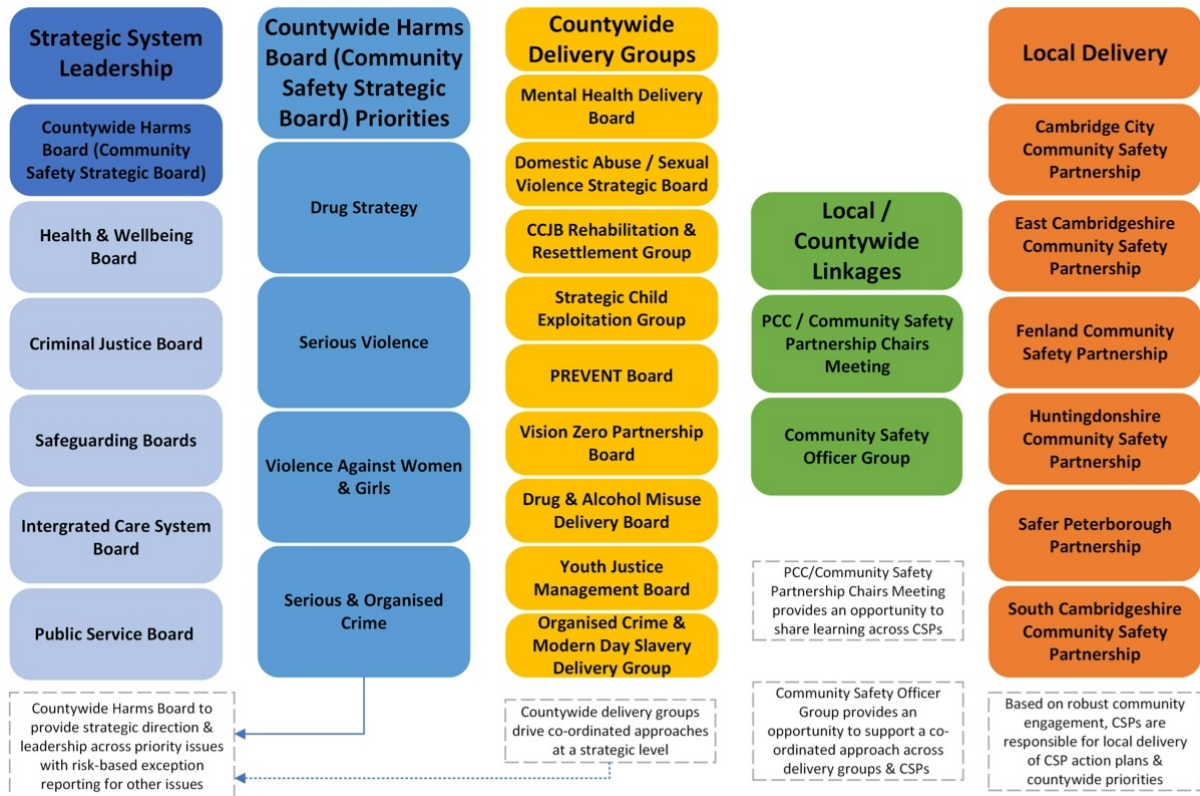 Strategic System
Leadership
Countywide Harms
Board (Community
Safety Strategic Board)
Health & Wellbeing
Board
Criminal Justice Board
Safeguarding Boards
Intergrated Care System
Board
Public Service Board
Countywide Harms Board to
provide strategic direction &
leadership across priority issues
with risk-based exception
reporting for other issues
Countywide Harms
Board (Community
Safety Strategic
Board) Priorities
Drug Strategy
Serious Violence
Violence Against Women
& Girls
Serious & Organised
Crime
Countywide
Delivery Groups
Mental Health Delivery
Board
Domestic Abuse / Sexual
Violence Strategic Board
CCJB Rehabilitation &
Resettlement Group
Strategic Child
Exploitation Group
PREVENT Board
Vision Zero Partnership
Board
Drug & Alcohol Misuse
Delivery Board
Youth Justice
Management Board
Organised Crime &
Modern Day Slavery
Delivery Group
Countywide delivery groups
drive co-ordinated approaches
at a strategic level
Local /
Countywide
Linkages
PCC / Community Safety
Partnership Chairs
Meeting
Community Safety
Officer Group
PCC/Community Safety
Partnership Chairs Meeting
provides an opportunity to
share learning across CSPs
Community Safety Officer
Group provides an
opportunity to support a co-
ordinated approach across
delivery groups & CSPs
Local Delivery
Cambridge City
Community Safety
Partnership
East Cambridgeshire
Community Safety
Partnership
Fenland Community
Safety Partnership
Huntingdonshire
Community Safety
Partnership
Safer Peterborough
Partnership
South Cambridgeshire
Community Safety
Partnership
Based on robust community
engagement, CSPs are
responsible for local delivery
of CSP action plans &
countywide priorities